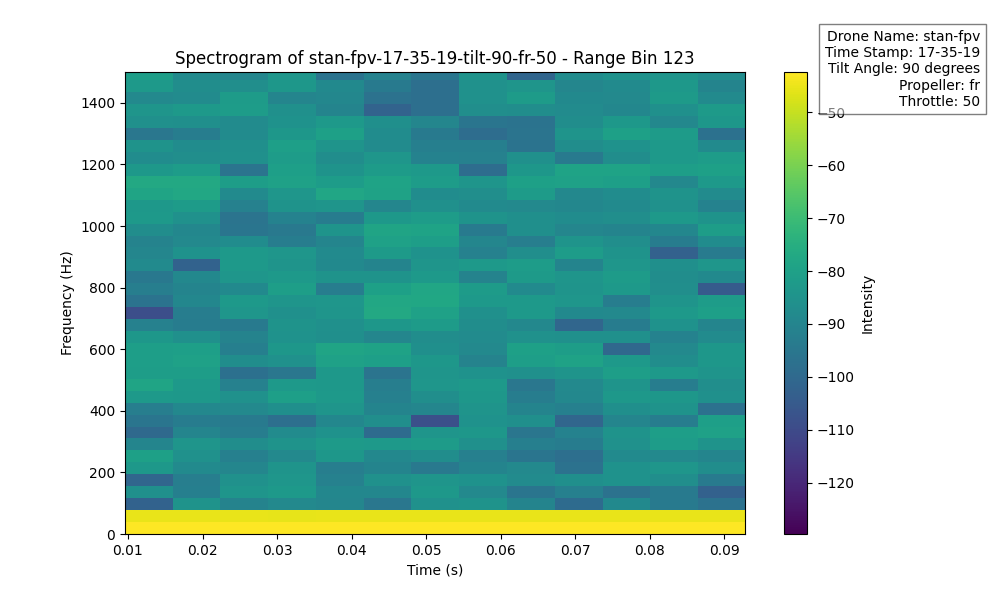 Spectrogram of stan-fpv-17-35-19-tilt-90-fr-50 - Range Bin 123
Drone Name: stan-fpv
Time Stamp: 17-35-19
Tilt Angle: 90 degrees
Propeller: fr
Throttle: 50
Frequency (Hz)
1400
1200
1000
800
600
400
200
0
0.01 0.02 0.03 0.04 0.05 0.06 0.07 0.08 0.09
Time (s)
−50
−60
−70
−80
−90
−100
−110
−120
Intensity